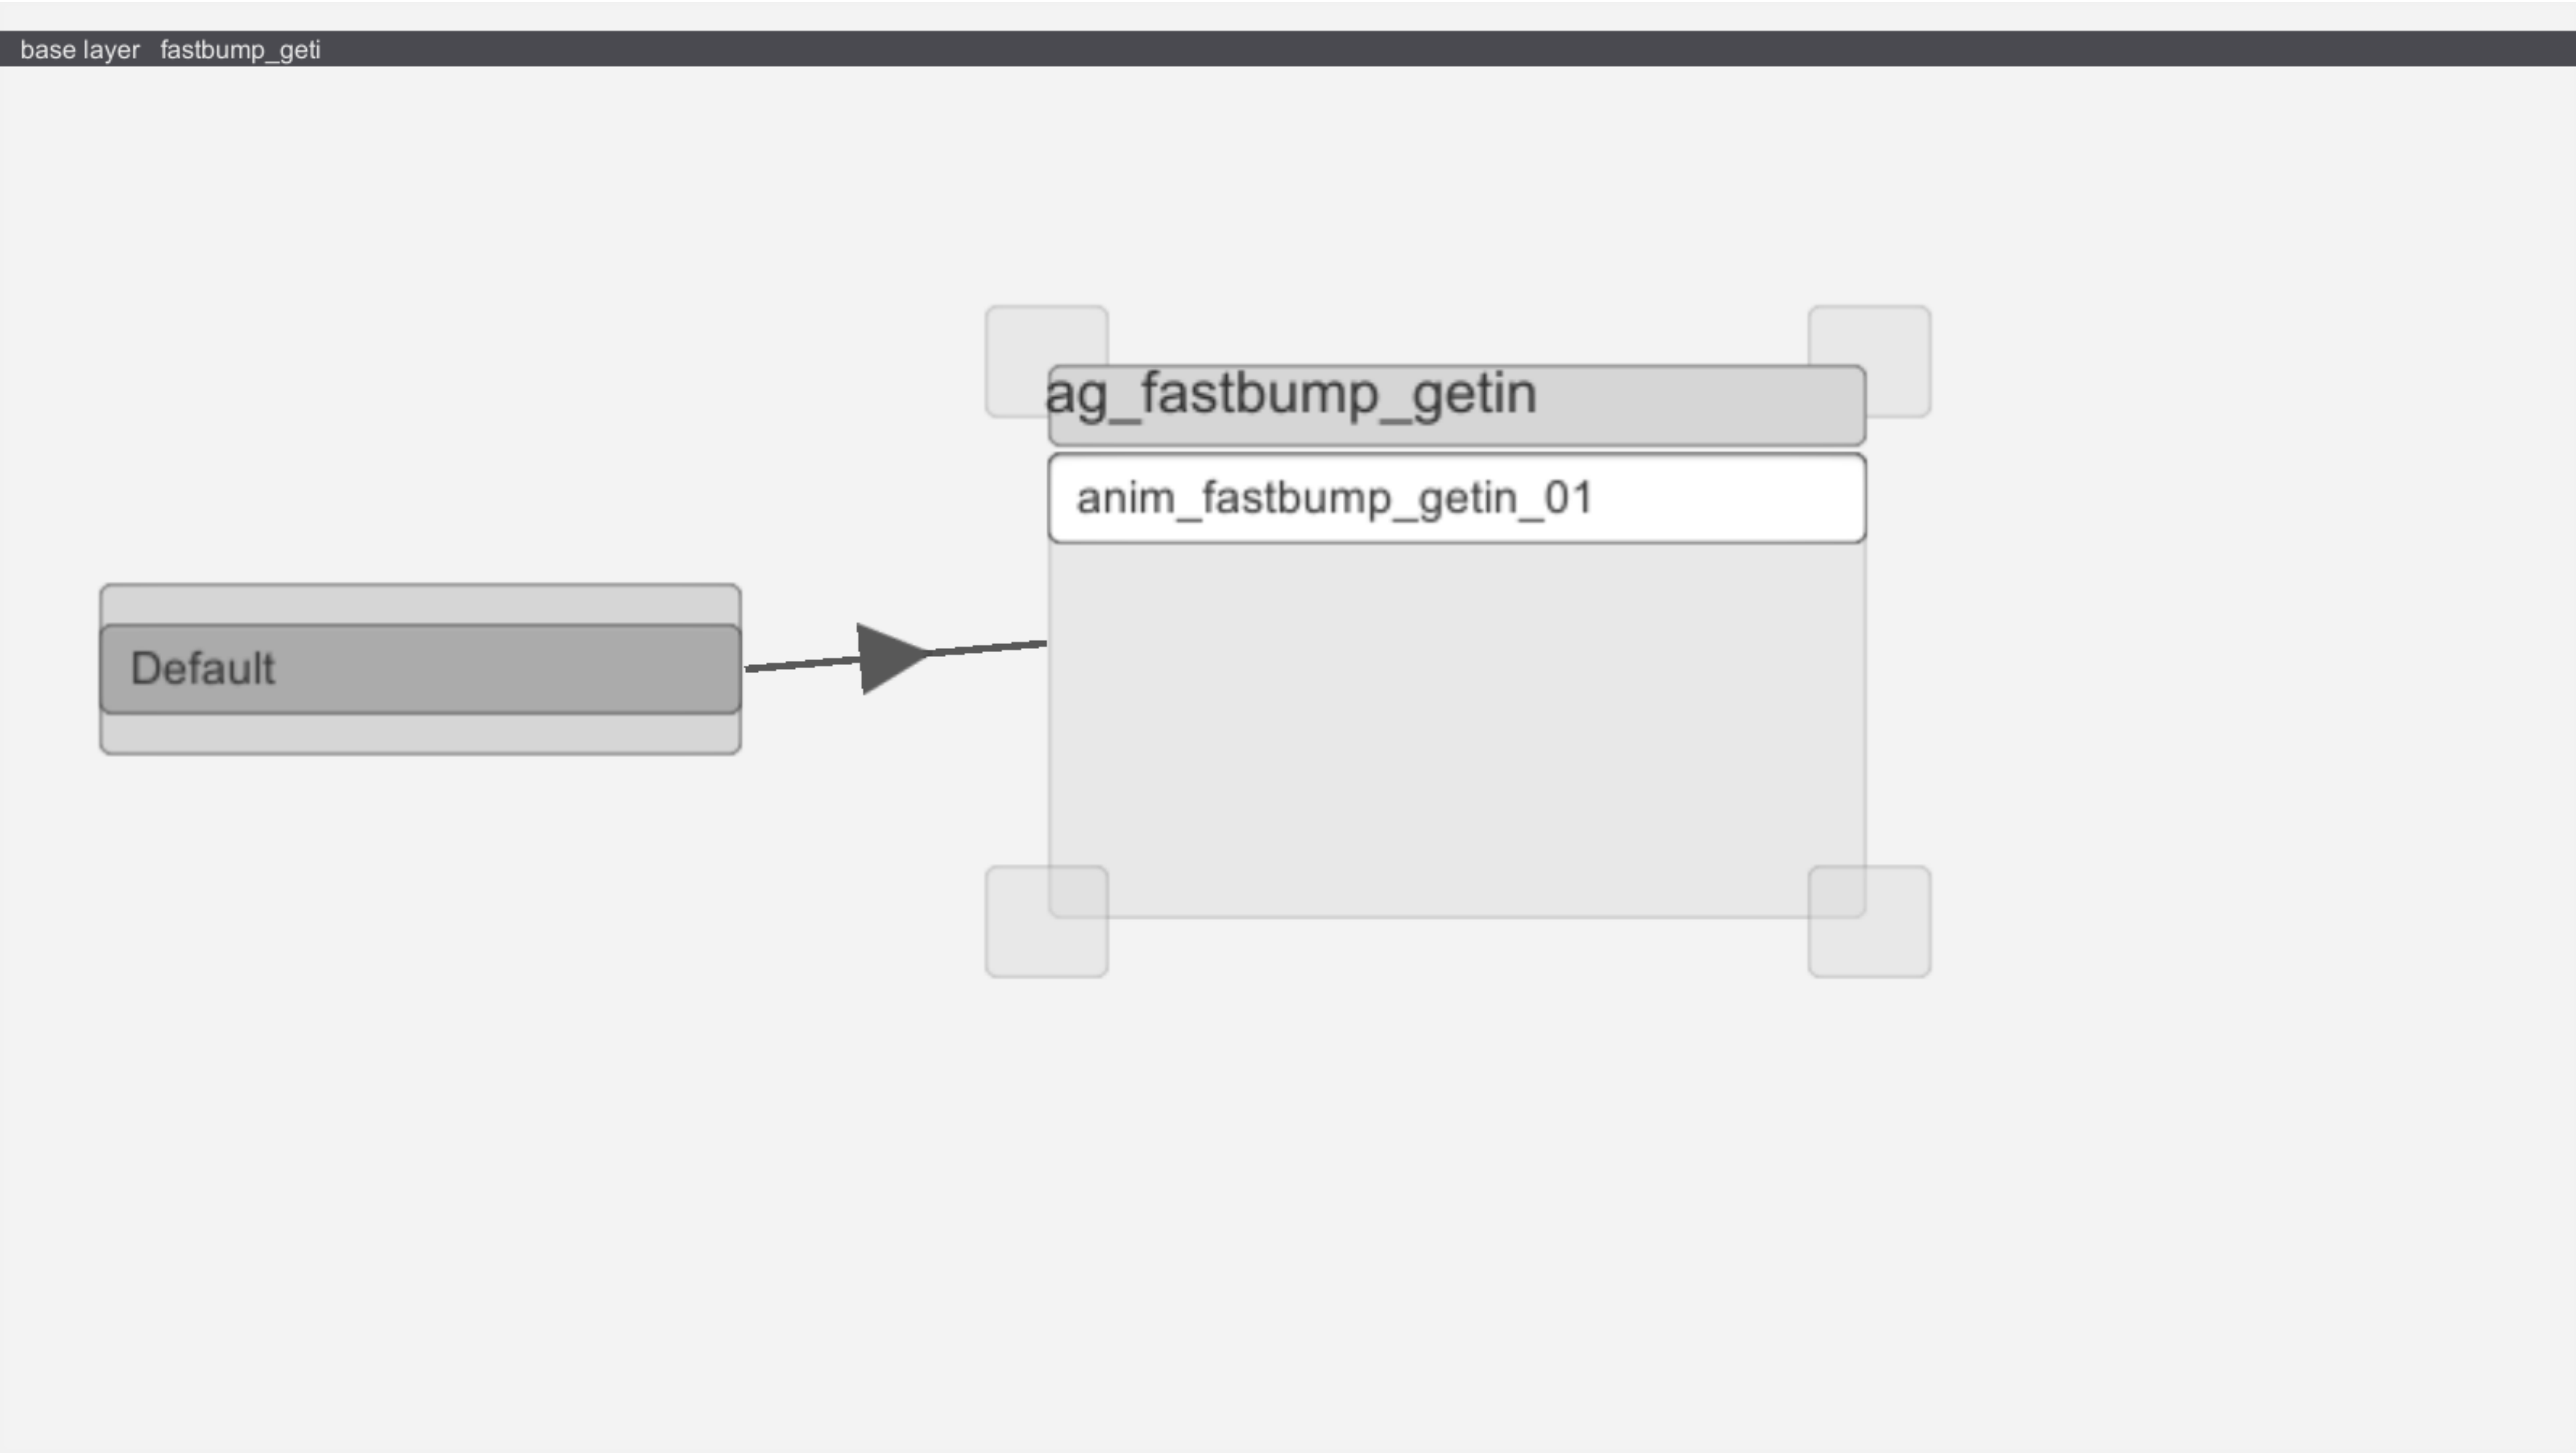 base layer fastbump_geti
ag_fastbump_getin
anim_fastbump_getin_01
Default